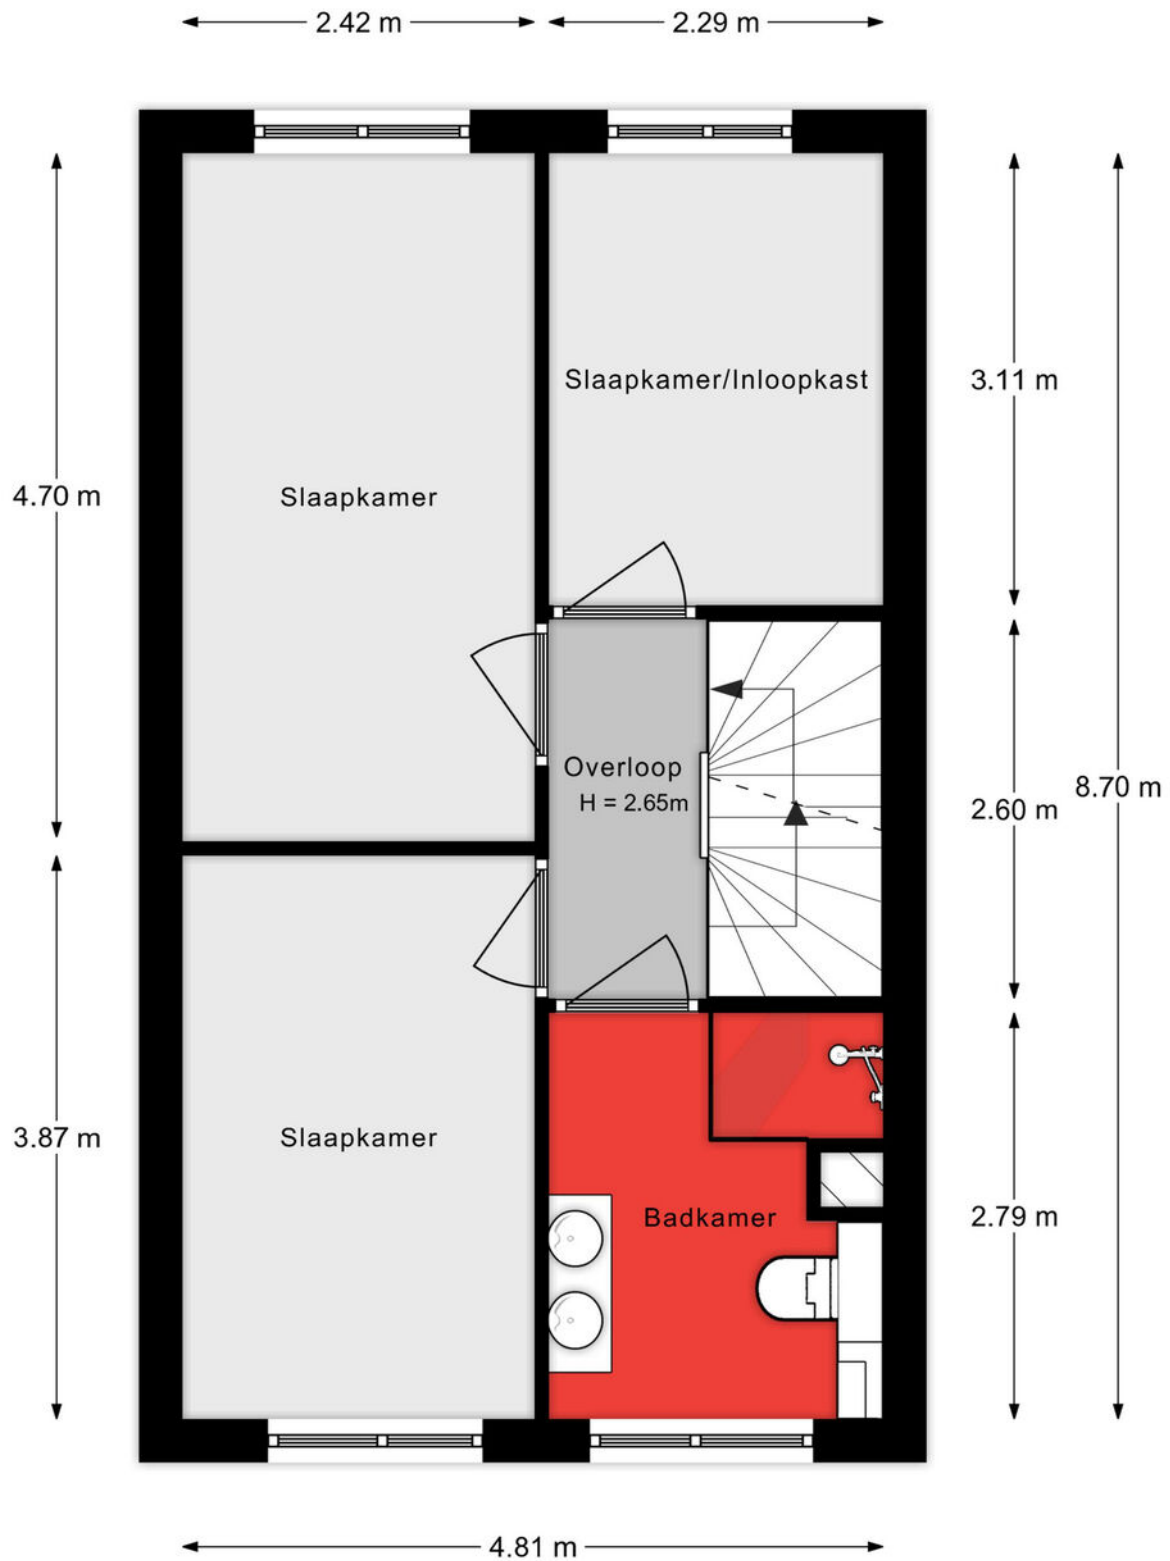 2.42 m
2.29 m
Slaapkamer/Inloopkast
3.11 m
4.70 m
Slaapkamer
Overloop
H = 2.65m
8.70 m
2.60 m
3.87 m
Slaapkamer
Badkamer
2.79 m
4.81 m